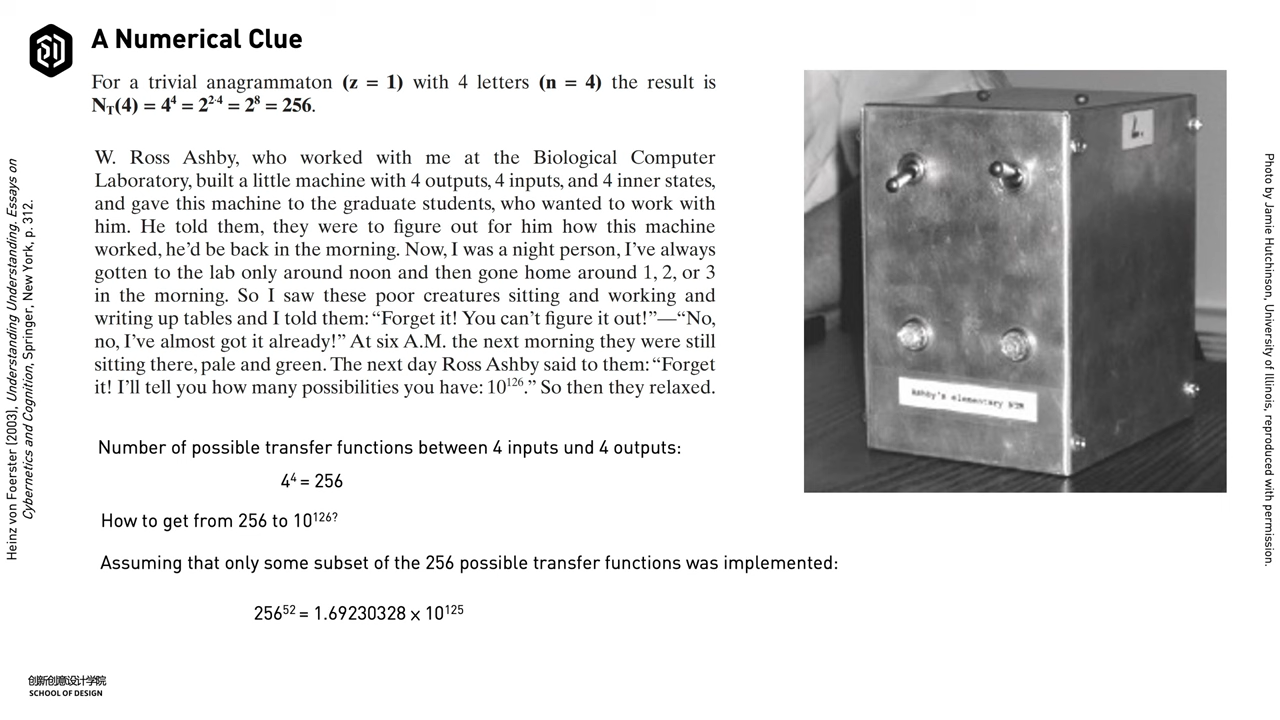 A Numerical Clue
For a trivial anagrammaton (z = 1) with 4 letters (n = 4) the result is
N_T(4) = 4⁴ = 2²·⁴ = 2⁸ = 256.
W. Ross Ashby, who worked with me at the Biological Computer
Laboratory, built a little machine with 4 outputs, 4 inputs, and 4 inner states,
and gave this machine to the graduate students, who wanted to work with
him. He told them, they were to figure out for him how this machine
worked, he’d be back in the morning. Now, I was a night person, I’ve always
gotten to the lab only around noon and then gone home around 1, 2, or 3
in the morning. So I saw these poor creatures sitting and working and
writing up tables and I told them: “Forget it! You can’t figure it out!”—“No,
no, I’ve almost got it already!” At six A.M. the next morning they were still
sitting there, pale and green. The next day Ross Ashby said to them: “Forget
it! I’ll tell you how many possibilities you have: 10¹²⁶.” So then they relaxed.
Number of possible transfer functions between 4 inputs und 4 outputs:
4⁴ = 256
How to get from 256 to 10¹²⁶?
Assuming that only some subset of the 256 possible transfer functions was implemented:
256⁵² = 1.69230328 x 10¹²⁵
Heinz von Foerster (2003), Understanding Understanding. Essays on
Cybernetics and Cognition, Springer, New York, p. 312.
L.
Ashby's elementary NTM
Photo by Jamie Hutchinson, University of Illinois, reproduced with permission.
创新创意设计学院
SCHOOL OF DESIGN